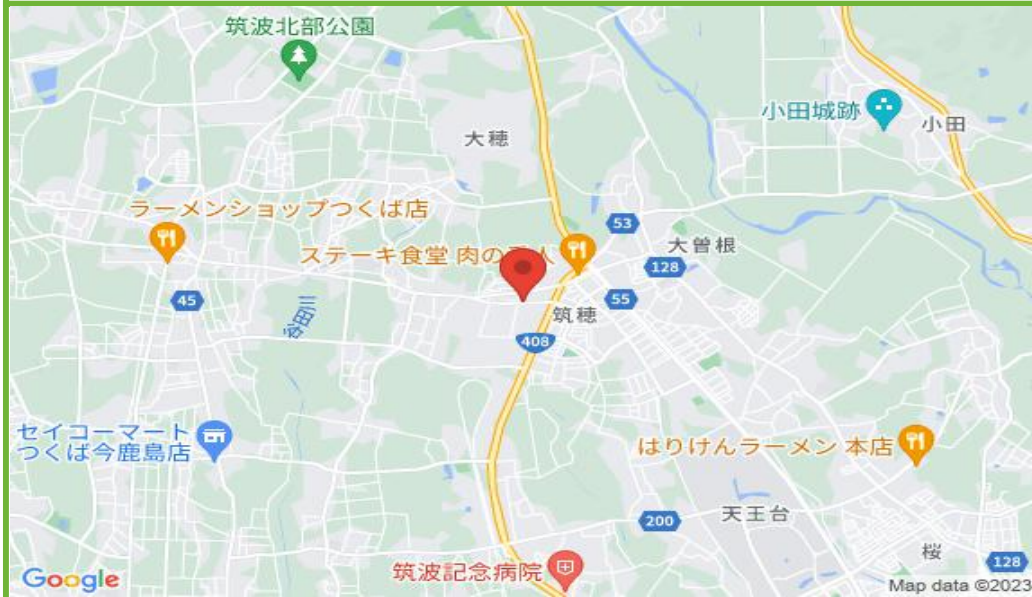 筑波北部公園
大穂
小田城跡
小田
ラーメンショップつくば店
53
大曽根
ステーキ食堂 肉の
人
128
45
谷田川
55
筑穂
408
セイコーマート
つくば今鹿島店
はりけんラーメン 本店
天王台
200
桜
128
筑波記念病院
Google
Map data ©2023